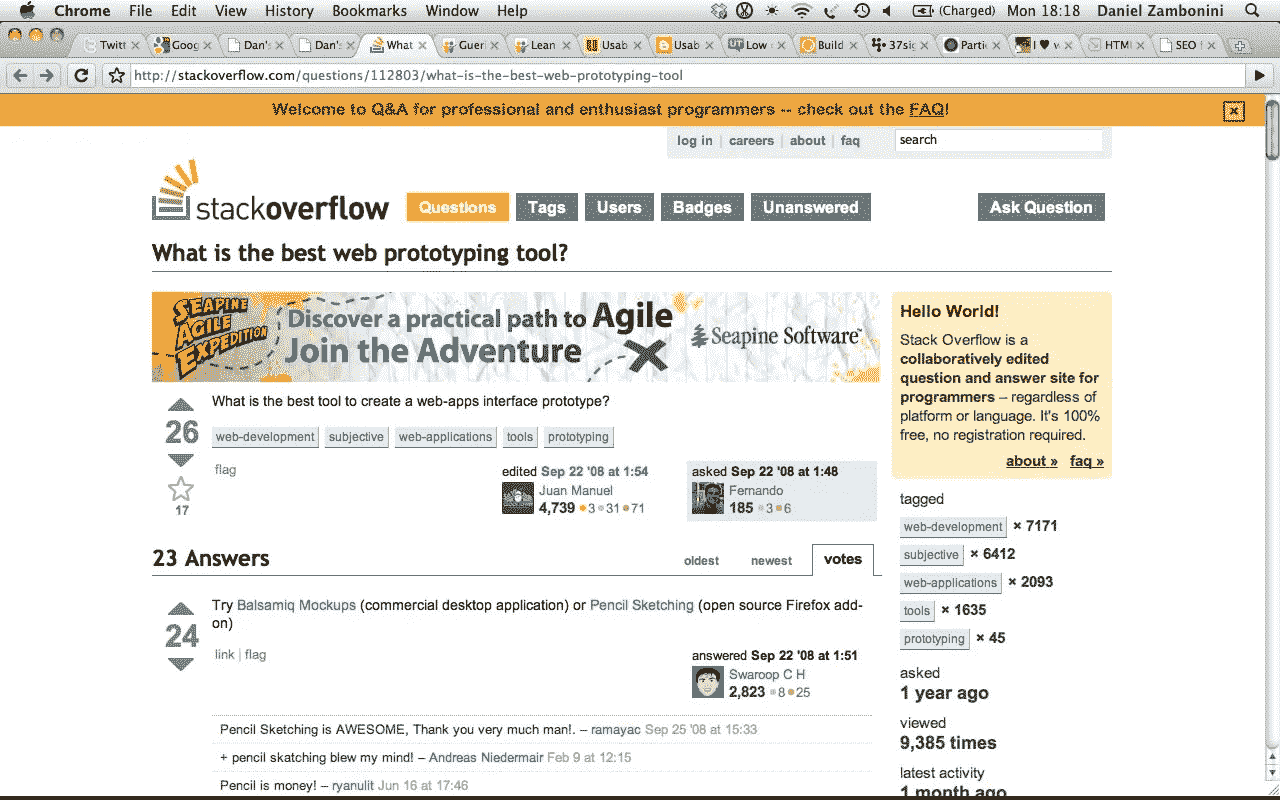 Chrome File Edit View History Bookmarks Window Help (Charged) Mon 18:18 Daniel Zambonini
Twitt Goog Dan's Dan's What Guer Lean Usab Usab Low Build 37sig Partic I ♥ v HTMl SEO
http://stackoverflow.com/questions/112803/what-is-the-best-web-prototyping-tool
Welcome to Q&A for professional and enthusiast programmers -- check out the FAQ!
log in | careers | about | faq search
stackoverflow Questions Tags Users Badges Unanswered Ask Question
What is the best web prototyping tool?
SEAPINE AGILE EXPEDITION
Discover a practical path to Agile
Join the Adventure
Seapine Software™
26
What is the best tool to create a web-apps interface prototype?
web-development subjective web-applications tools prototyping
flag
17
edited Sep 22 '08 at 1:54
Juan Manuel
4,739 ●3 ●31 ●71
asked Sep 22 '08 at 1:48
Fernando
185 ●3 ●6
23 Answers oldest newest votes
24
Try Balsamiq Mockups (commercial desktop application) or Pencil Sketching (open source Firefox add-
on)
link | flag
answered Sep 22 '08 at 1:51
Swaroop C H
2,823 ●8 ●25
Pencil Sketching is AWESOME, Thank you very much man!. – ramayac Sep 25 '08 at 15:33
+ pencil skatching blew my mind! – Andreas Niedermair Feb 9 at 12:15
Pencil is money! – ryanulit Jun 16 at 17:46
Hello World!
Stack Overflow is a
collaboratively edited
question and answer site for
programmers – regardless of
platform or language. It's 100%
free, no registration required.
about » faq »
tagged
web-development × 7171
subjective × 6412
web-applications × 2093
tools × 1635
prototyping × 45
asked
1 year ago
viewed
9,385 times
latest activity
1 month ago